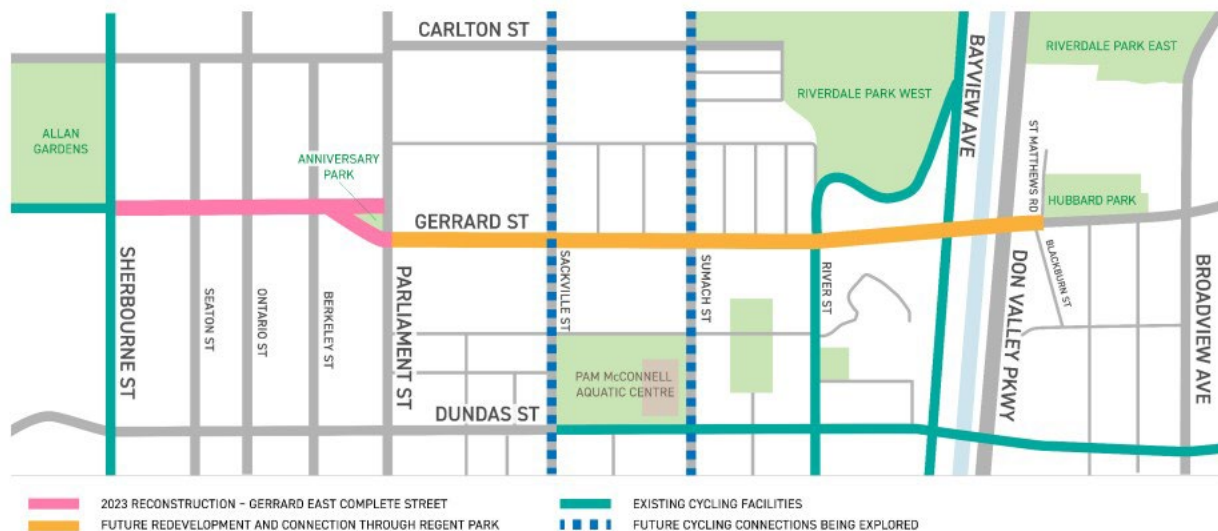 CARLTON ST
RIVERDALE PARK EAST
BAYVIEW AVE
RIVERDALE PARK WEST
ALLAN
GARDENS
ANNIVERSARY
PARK
ST MATTHEWS RD
HUBBARD PARK
GERRARD ST
SHERBOURNE ST
SEATON ST
ONTARIO ST
BERKELEY ST
PARLIAMENT ST
SACKVILLE ST
SUMACH ST
RIVER ST
DON VALLEY PKWY
BLACKBURN ST
BROADVIEW AVE
PAM McCONNELL
AQUATIC CENTRE
DUNDAS ST
2023 RECONSTRUCTION – GERRARD EAST COMPLETE STREET
EXISTING CYCLING FACILITIES
FUTURE REDEVELOPMENT AND CONNECTION THROUGH REGENT PARK
FUTURE CYCLING CONNECTIONS BEING EXPLORED